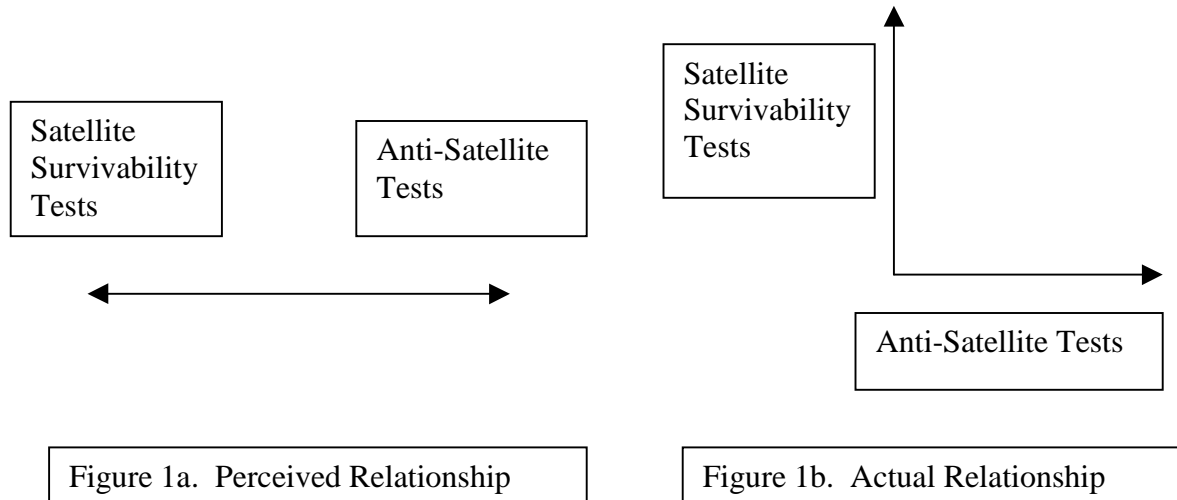 Satellite
Survivability
Tests
Anti-Satellite
Tests
Figure 1a. Perceived Relationship
Satellite
Survivability
Tests
Anti-Satellite Tests
Figure 1b. Actual Relationship